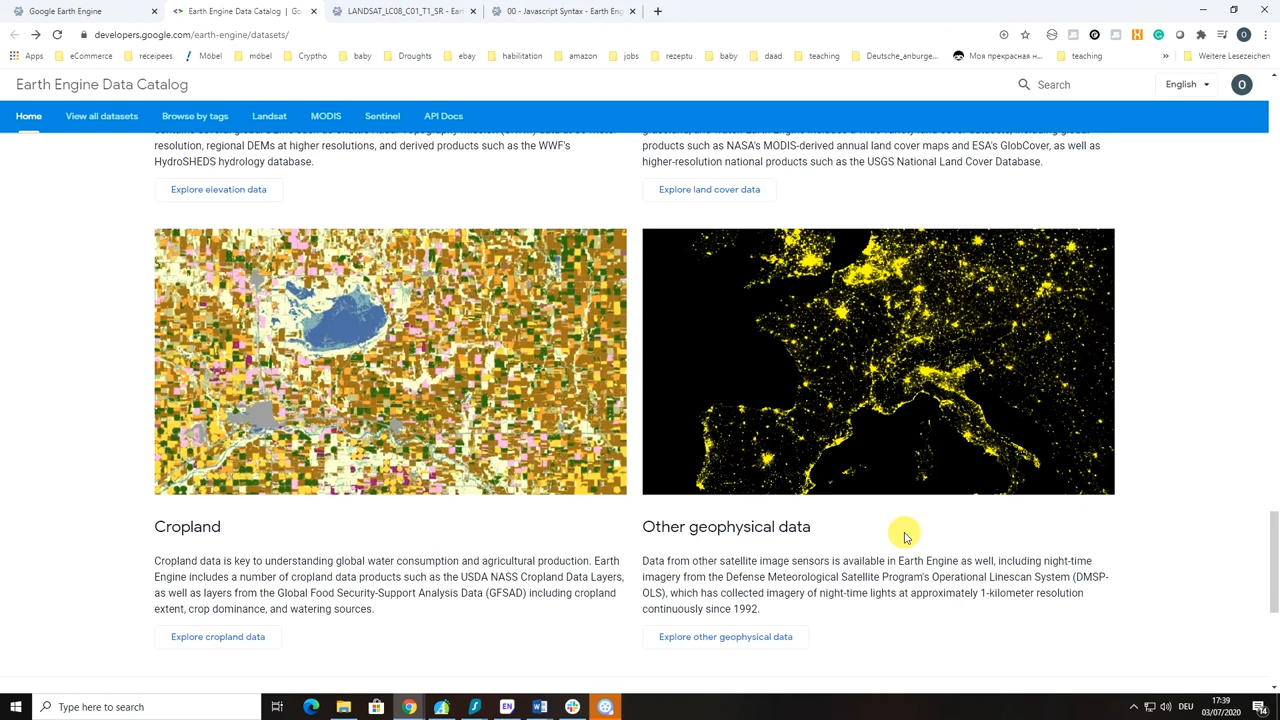 Google Earth Engine
Earth Engine Data Catalog | Go
LANDSAT_LC08_C01_T1_SR - Eart
00 - Javascript Syntax - Earth Eng
developers.google.com/earth-engine/datasets/
Apps
eCommerce
receipees
Möbel
möbel
Cryptho
baby
Droughts
ebay
habilitation
amazon
jobs
rezeptu
baby
daad
teaching
Deutsche_anburge...
Моя прекрасная н...
teaching
»
Weitere Lesezeichen
Earth Engine Data Catalog
Search
English
0
Home
View all datasets
Browse by tags
Landsat
MODIS
Sentinel
API Docs
resolution, regional DEMs at higher resolutions, and derived products such as the WWF's
HydroSHEDS hydrology database.
Explore elevation data
products such as NASA's MODIS-derived annual land cover maps and ESA's GlobCover, as well as
higher-resolution national products such as the USGS National Land Cover Database.
Explore land cover data
Cropland
Cropland data is key to understanding global water consumption and agricultural production. Earth
Engine includes a number of cropland data products such as the USDA NASS Cropland Data Layers,
as well as layers from the Global Food Security-Support Analysis Data (GFSAD) including cropland
extent, crop dominance, and watering sources.
Explore cropland data
Other geophysical data
Data from other satellite image sensors is available in Earth Engine as well, including night-time
imagery from the Defense Meteorological Satellite Program's Operational Linescan System (DMSP-
OLS), which has collected imagery of night-time lights at approximately 1-kilometer resolution
continuously since 1992.
Explore other geophysical data
Type here to search
EN
DEU
17:39
03/07/2020
14